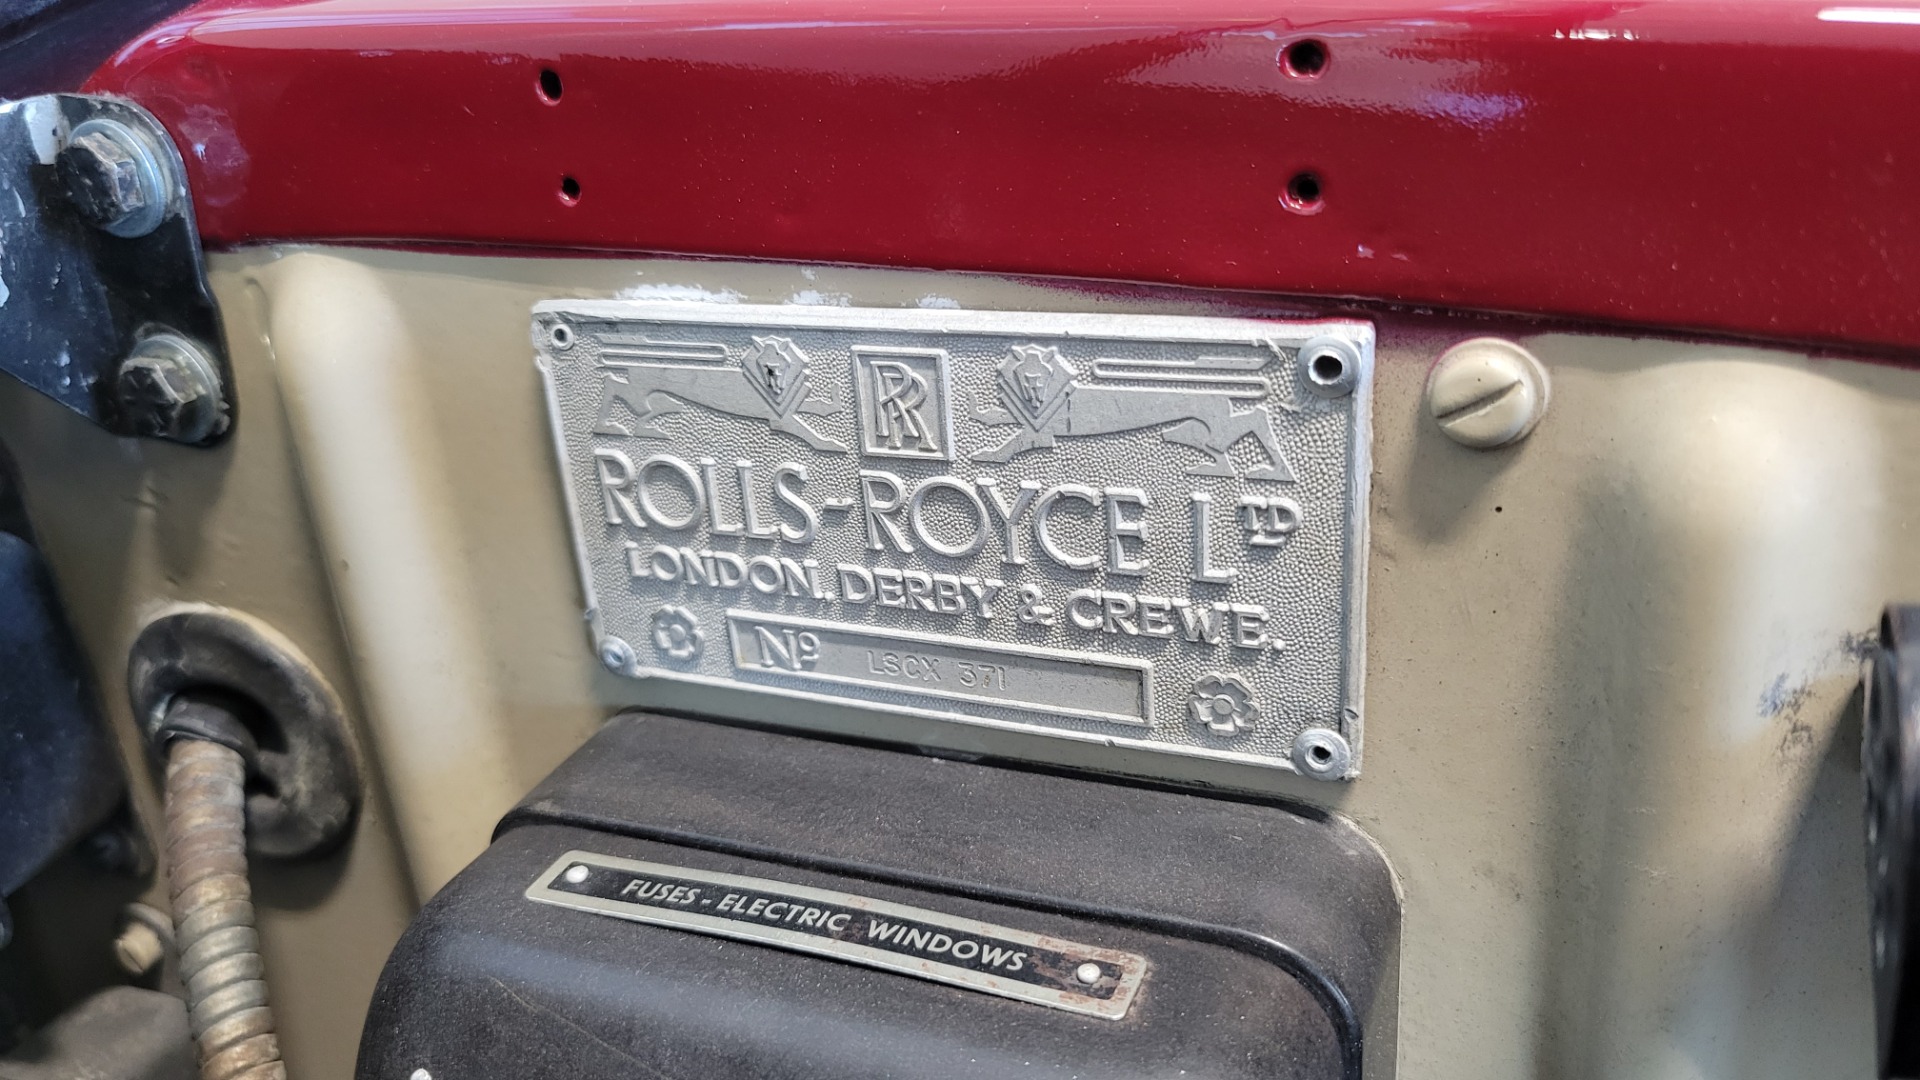 RR
ROLLS-ROYCE LTD
LONDON. DERBY & CREWE.
Nº LSCX 371
FUSES - ELECTRIC WINDOWS